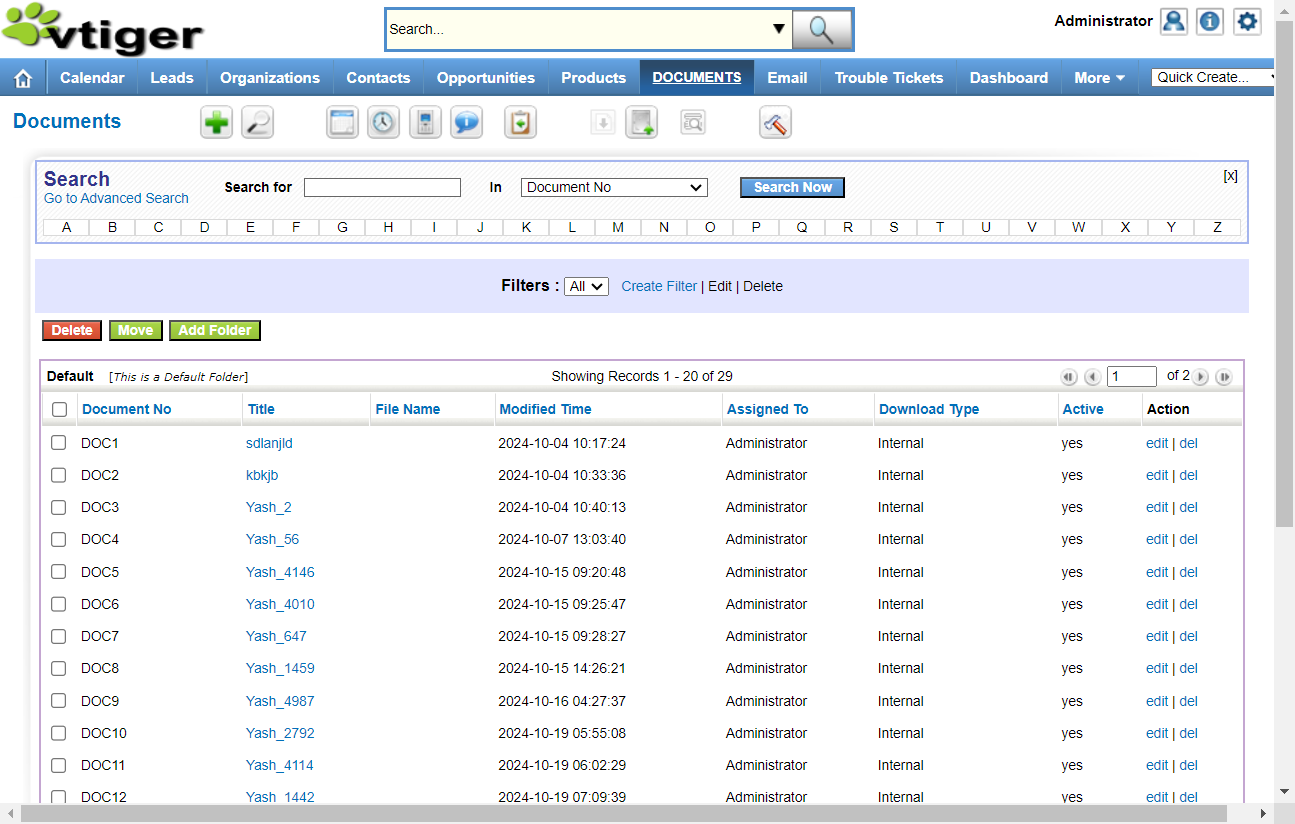 vtiger
Search...
Administrator
Calendar Leads Organizations Contacts Opportunities Products DOCUMENTS Email Trouble Tickets Dashboard More Quick Create...
Documents
Search
Go to Advanced Search
Search for In Document No Search Now [x]
A B C D E F G H I J K L M N O P Q R S T U V W X Y Z
Filters : All Create Filter | Edit | Delete
Delete Move Add Folder
Default [This is a Default Folder] Showing Records 1 - 20 of 29 1 of 2
Document No Title File Name Modified Time Assigned To Download Type Active Action
DOC1 sdlanjld 2024-10-04 10:17:24 Administrator Internal yes edit | del
DOC2 kbkjb 2024-10-04 10:33:36 Administrator Internal yes edit | del
DOC3 Yash_2 2024-10-04 10:40:13 Administrator Internal yes edit | del
DOC4 Yash_56 2024-10-07 13:03:40 Administrator Internal yes edit | del
DOC5 Yash_4146 2024-10-15 09:20:48 Administrator Internal yes edit | del
DOC6 Yash_4010 2024-10-15 09:25:47 Administrator Internal yes edit | del
DOC7 Yash_647 2024-10-15 09:28:27 Administrator Internal yes edit | del
DOC8 Yash_1459 2024-10-15 14:26:21 Administrator Internal yes edit | del
DOC9 Yash_4987 2024-10-16 04:27:37 Administrator Internal yes edit | del
DOC10 Yash_2792 2024-10-19 05:55:08 Administrator Internal yes edit | del
DOC11 Yash_4114 2024-10-19 06:02:29 Administrator Internal yes edit | del
DOC12 Yash_1442 2024-10-19 07:09:39 Administrator Internal yes edit | del